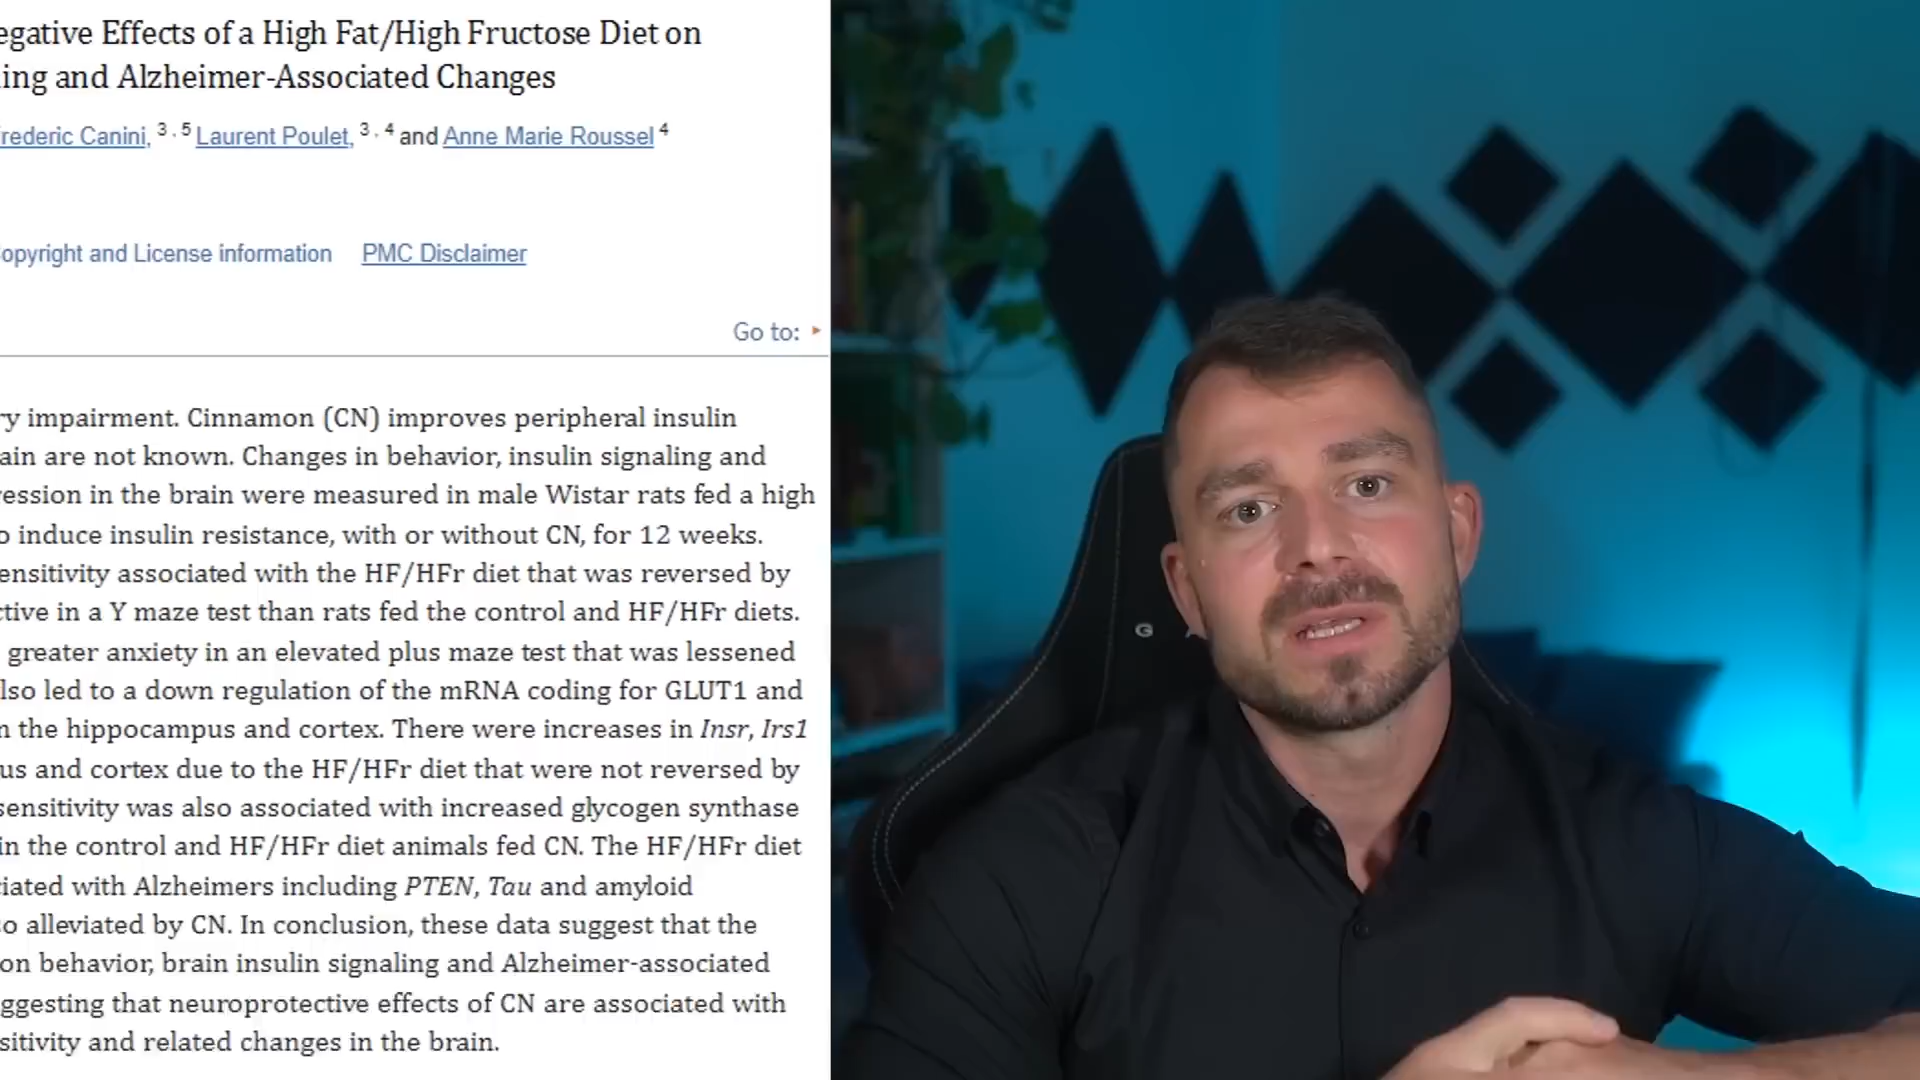 egative Effects of a High Fat/High Fructose Diet on
ing and Alzheimer-Associated Changes
rederic Canini, 3,5 Laurent Poulet, 3,4 and Anne Marie Roussel 4
opyright and License information PMC Disclaimer
Go to:
ry impairment. Cinnamon (CN) improves peripheral insulin
ain are not known. Changes in behavior, insulin signaling and
ression in the brain were measured in male Wistar rats fed a high
o induce insulin resistance, with or without CN, for 12 weeks.
ensitivity associated with the HF/HFr diet that was reversed by
ctive in a Y maze test than rats fed the control and HF/HFr diets.
greater anxiety in an elevated plus maze test that was lessened
lso led to a down regulation of the mRNA coding for GLUT1 and
n the hippocampus and cortex. There were increases in Insr, Irs1
us and cortex due to the HF/HFr diet that were not reversed by
sensitivity was also associated with increased glycogen synthase
in the control and HF/HFr diet animals fed CN. The HF/HFr diet
iated with Alzheimers including PTEN, Tau and amyloid
o alleviated by CN. In conclusion, these data suggest that the
on behavior, brain insulin signaling and Alzheimer-associated
ggesting that neuroprotective effects of CN are associated with
sitivity and related changes in the brain.
G